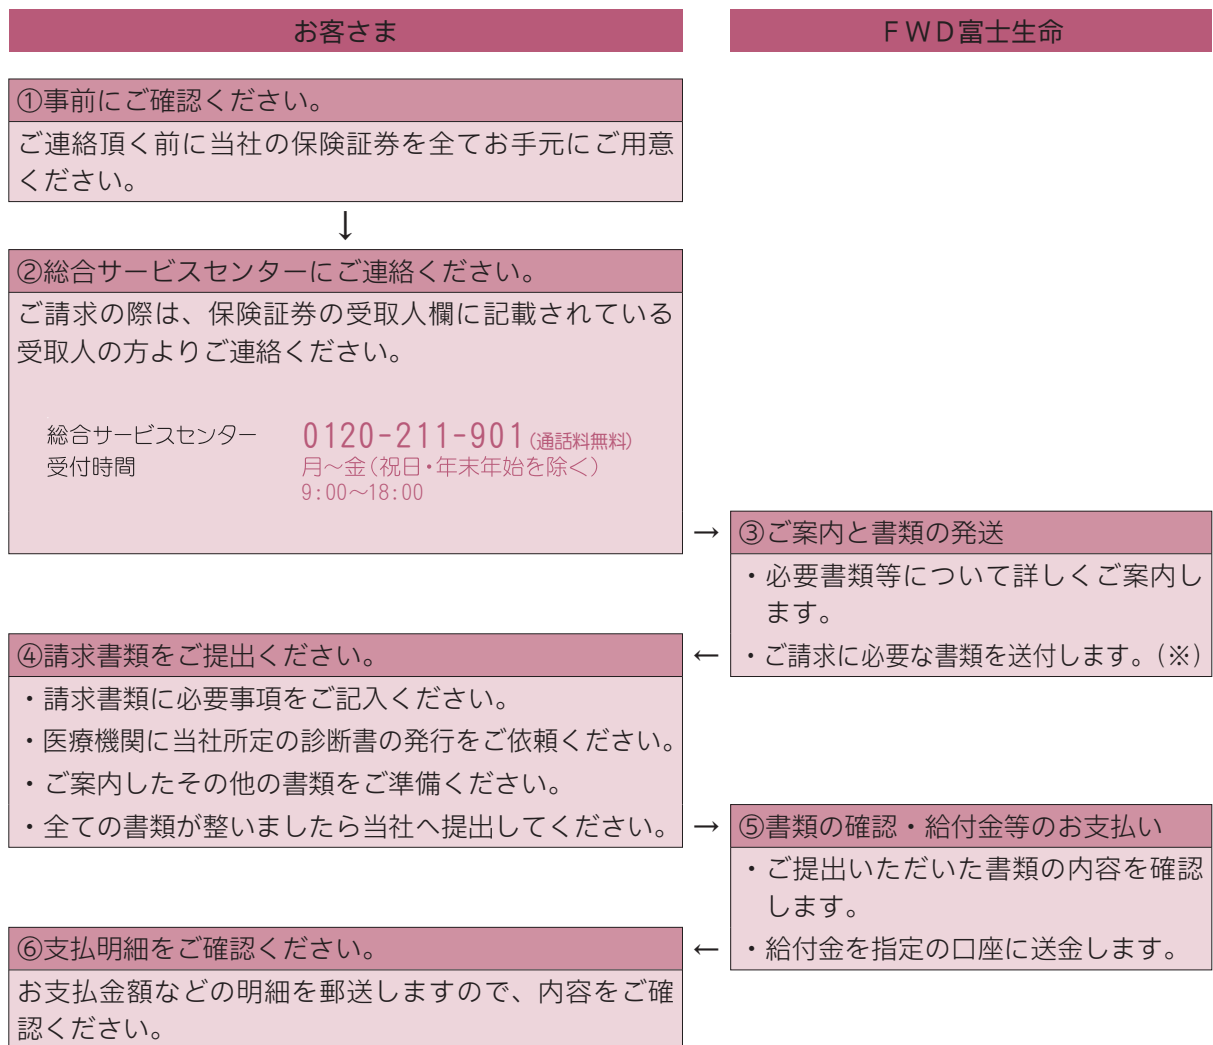 お客さま
ＦＷＤ富士生命
①事前にご確認ください。
ご連絡頂く前に当社の保険証券を全てお手元にご用意
ください。
↓
②総合サービスセンターにご連絡ください。
ご請求の際は、保険証券の受取人欄に記載されている
受取人の方よりご連絡ください。
総合サービスセンター 0120-211-901(通話料無料)
受付時間 月～金(祝日・年末年始を除く)
9:00～18:00
→
③ご案内と書類の発送
・必要書類等について詳しくご案内し
ます。
・ご請求に必要な書類を送付します。(※)
←
④請求書類をご提出ください。
・請求書類に必要事項をご記入ください。
・医療機関に当社所定の診断書の発行をご依頼ください。
・ご案内したその他の書類をご準備ください。
・全ての書類が整いましたら当社へ提出してください。
→
⑤書類の確認・給付金等のお支払い
・ご提出いただいた書類の内容を確認
します。
・給付金を指定の口座に送金します。
←
⑥支払明細をご確認ください。
お支払金額などの明細を郵送しますので、内容をご確
認ください。